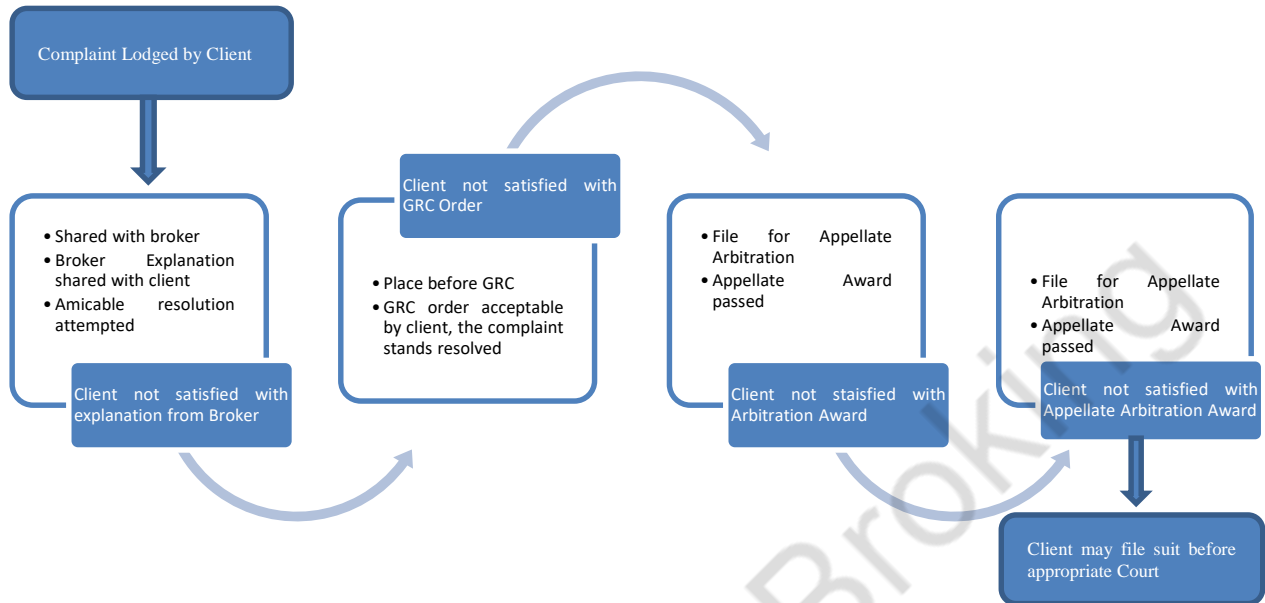 Complaint Lodged by Client
• Shared with broker
• Broker Explanation
shared with client
• Amicable resolution
attempted
Client not satisfied with
explanation from Broker
Client not satisfied with
GRC Order
• Place before GRC
• GRC order acceptable
by client, the complaint
stands resolved
• File for Appellate
Arbitration
• Appellate Award
passed
Client not staisfied with
Arbitration Award
• File for Appellate
Arbitration
• Appellate Award
passed
Client not satisfied with
Appellate Arbitration Award
Client may file suit before
appropriate Court
Broking